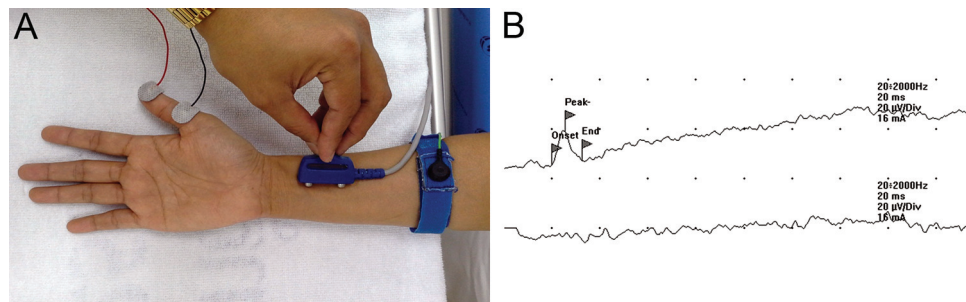 A
B
20÷2000Hz
20 ms
20 µV/Div
16 mA
Peak-
Onset
End-
20÷2000Hz
20 ms
20 µV/Div
16 mA